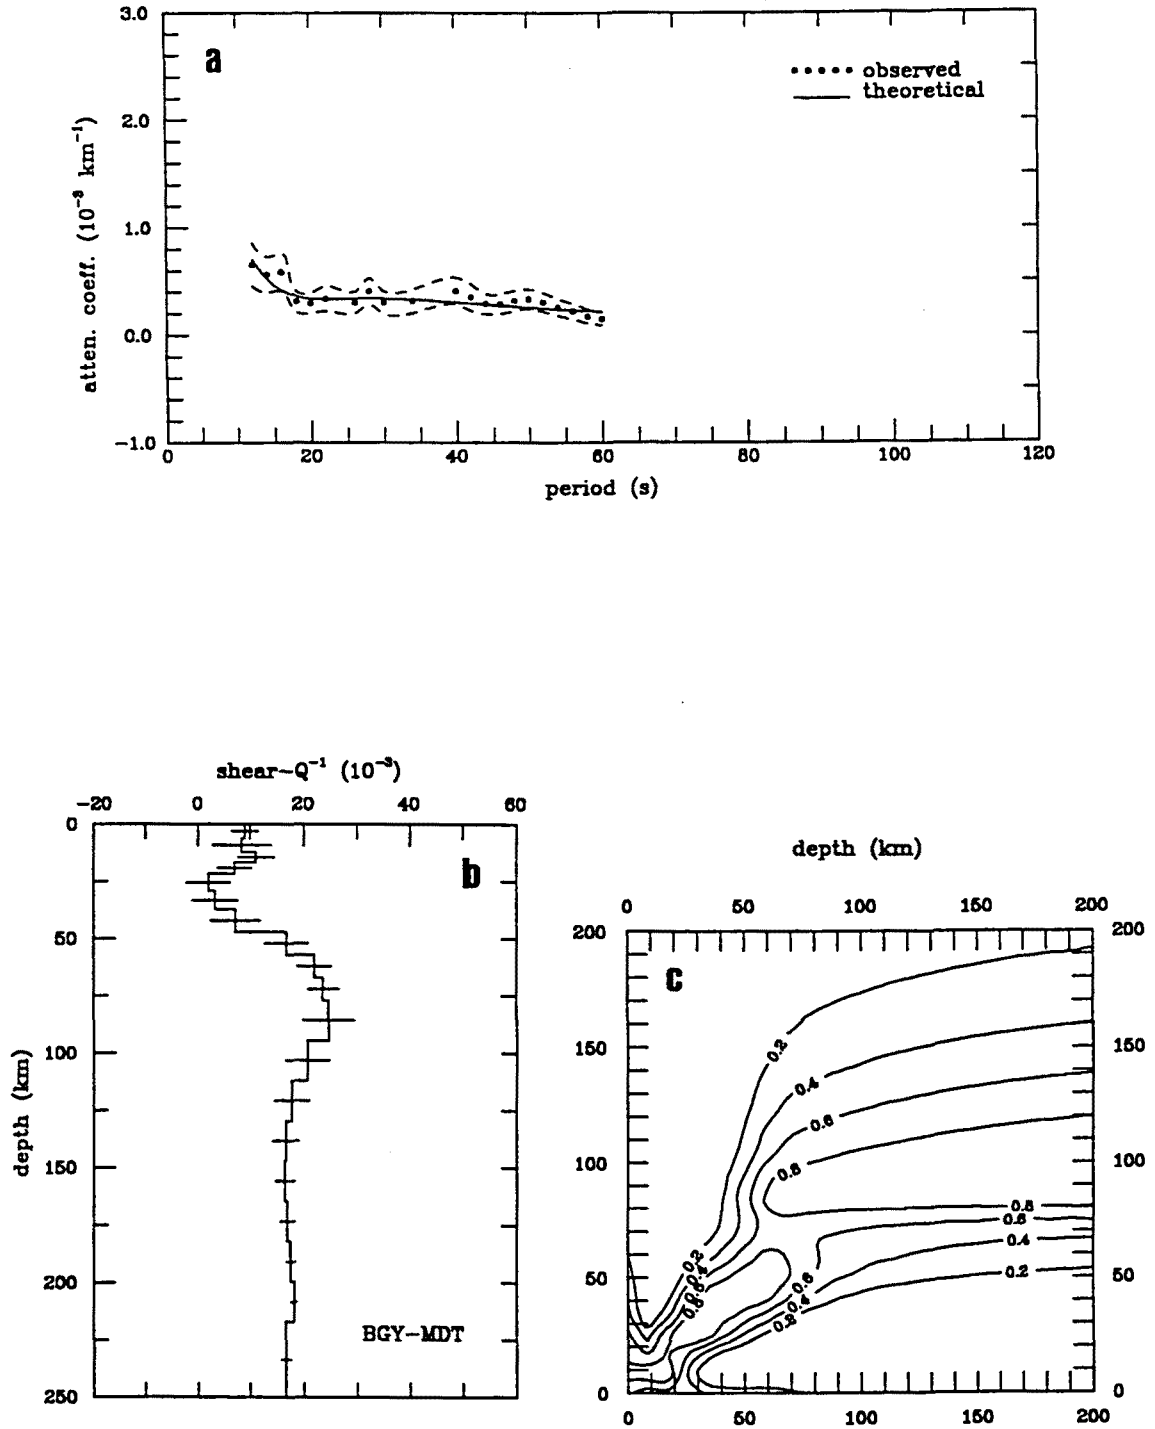 3.0
a
observed
theoretical
2.0
1.0
0.0
-1.0
atten. coeff. (10⁻³ km⁻¹)
0 20 40 60 80 100 120
period (s)
shear-Q⁻¹ (10⁻³)
-20 0 20 40 60
0
50
100
150
200
250
depth (km)
b
BGY-MDT
depth (km)
0 50 100 150 200
200 200
c
150 150
100 100
50 50
0 0
0.2
0.4
0.6
0.8
0.8
0.6
0.4
0.2
0.2
0.4
0.6
0.8
0.6
0.4
0 50 100 150 200